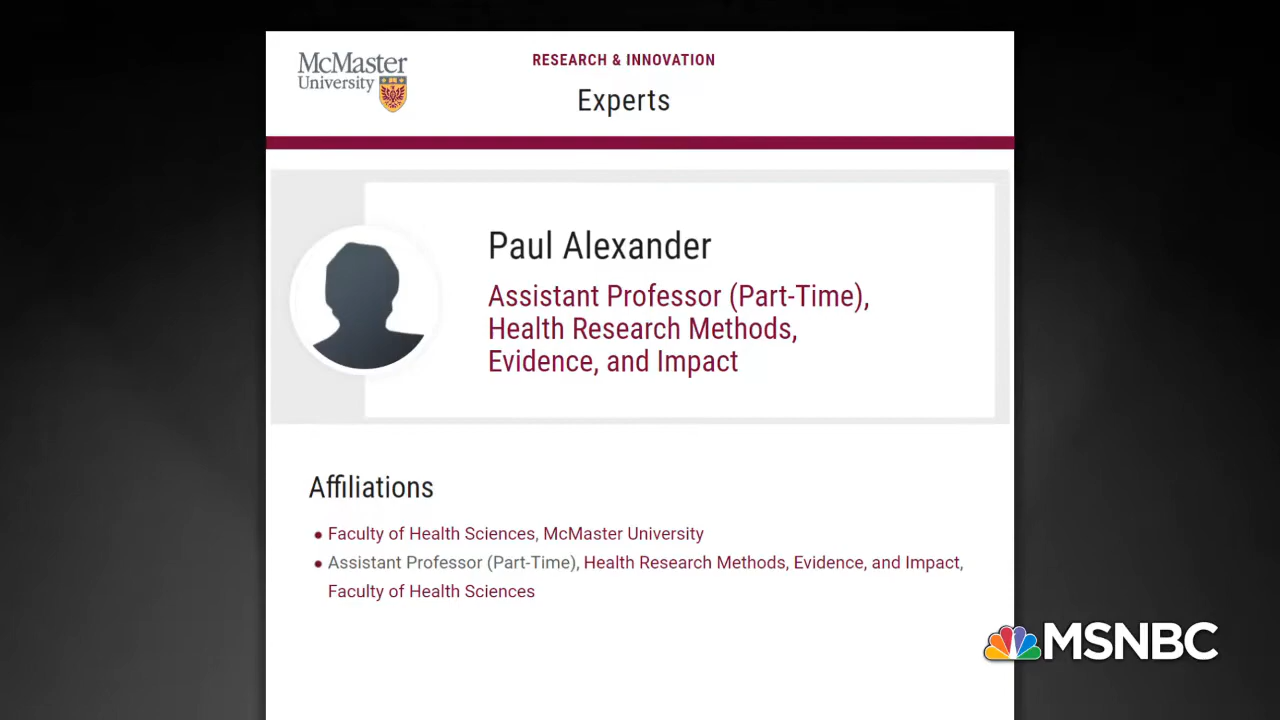 McMaster
University
RESEARCH & INNOVATION
Experts
Paul Alexander
Assistant Professor (Part-Time),
Health Research Methods,
Evidence, and Impact
Affiliations
Faculty of Health Sciences, McMaster University
Assistant Professor (Part-Time), Health Research Methods, Evidence, and Impact,
Faculty of Health Sciences
MSNBC